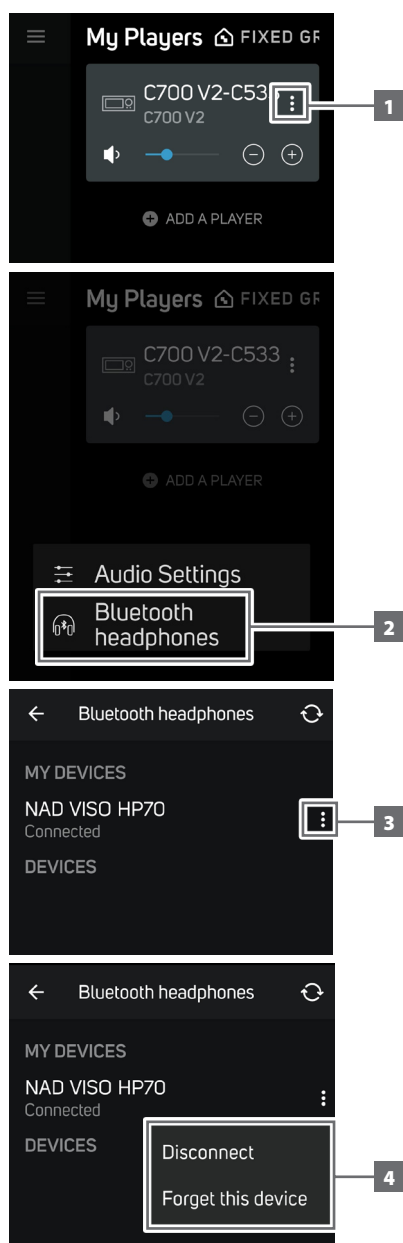 My Players FIXED GR
C700 V2-C533
C700 V2
1
ADD A PLAYER
My Players FIXED GR
C700 V2-C533
C700 V2
ADD A PLAYER
Audio Settings
Bluetooth
headphones
2
Bluetooth headphones
MY DEVICES
NAD VISO HP70
Connected
3
DEVICES
Bluetooth headphones
MY DEVICES
NAD VISO HP70
Connected
DEVICES
Disconnect
Forget this device
4